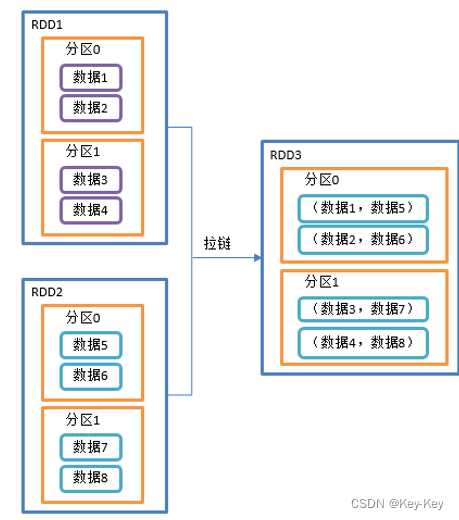 RDD1
分区0
数据1
数据2
分区1
数据3
数据4
RDD2
分区0
数据5
数据6
分区1
数据7
数据8
拉链
RDD3
分区0
（数据1，数据5）
（数据2，数据6）
分区1
（数据3，数据7）
（数据4，数据8）
CSDN @Key-Key